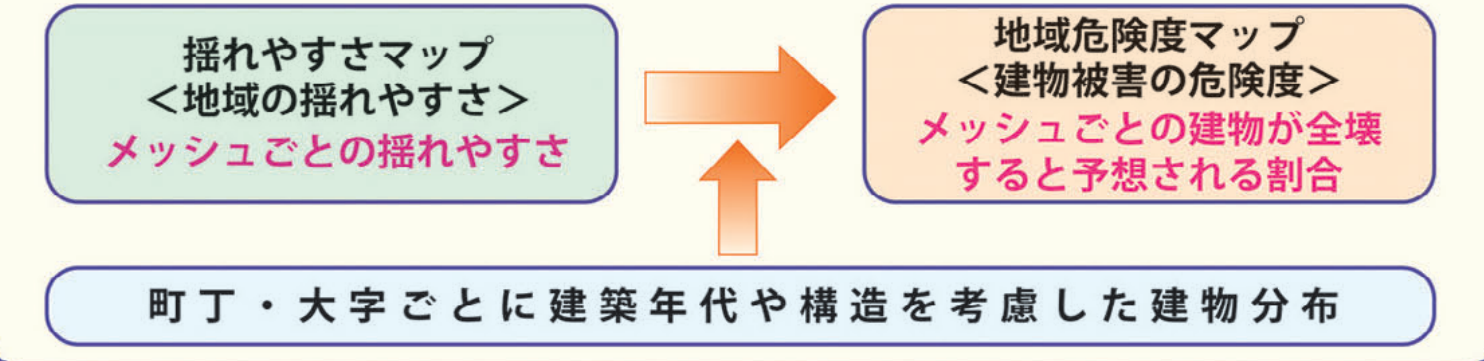 揺れやすさマップ
＜地域の揺れやすさ＞
メッシュごとの揺れやすさ
地域危険度マップ
＜建物被害の危険度＞
メッシュごとの建物が全壊
すると予想される割合
町丁・大字ごとに建築年代や構造を考慮した建物分布